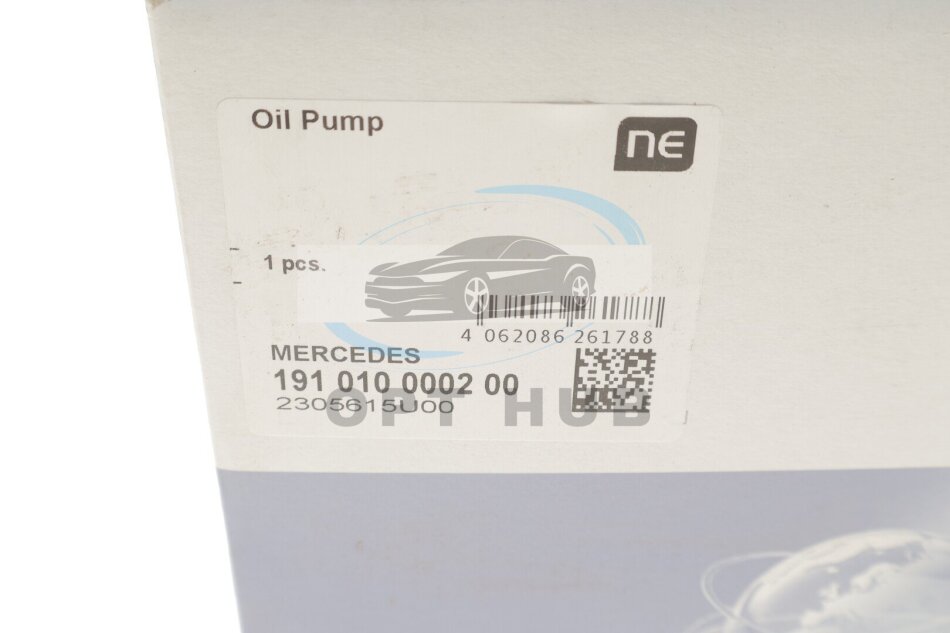 Oil Pump
NE
1 pcs.
4 062086 261788
MERCEDES
191 010 0002 00
2305615U00
OPT HUB